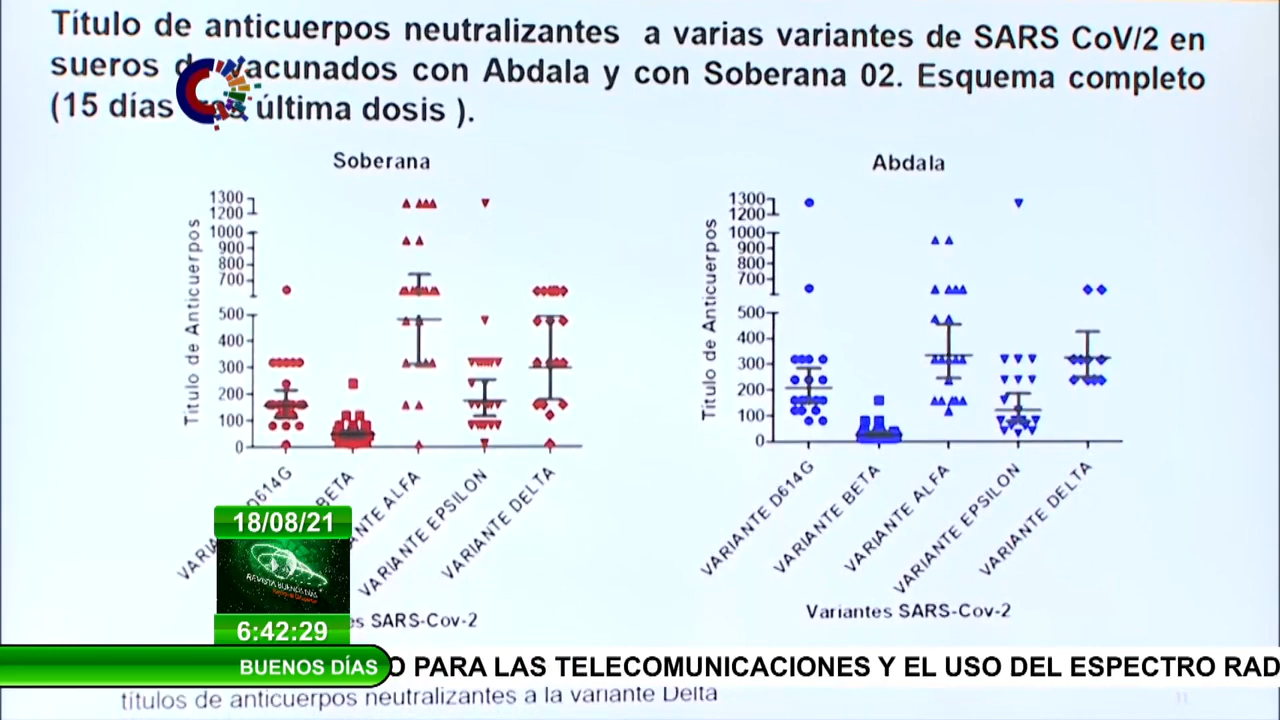 Título de anticuerpos neutralizantes a varias variantes de SARS CoV/2 en
sueros vacunados con Abdala y con Soberana 02. Esquema completo
(15 días última dosis ).
Soberana
Abdala
Título de Anticuerpos
1300
1200
1000
900
800
700
500
400
300
200
100
0
VARIANTE EPSILON
VARIANTE DELTA
BETA
ALFA
D614G
Título de Anticuerpos
1300
1200
1000
900
800
700
500
400
300
200
100
0
VARIANTE D614G
VARIANTE BETA
VARIANTE ALFA
VARIANTE EPSILON
VARIANTE DELTA
SARS-Cov-2
Variantes SARS-Cov-2
18/08/21
REVISTA BUENOS DÍAS
6:42:29
BUENOS DÍAS
O PARA LAS TELECOMUNICACIONES Y EL USO DEL ESPECTRO RAD
títulos de anticuerpos neutralizantes a la variante Delta